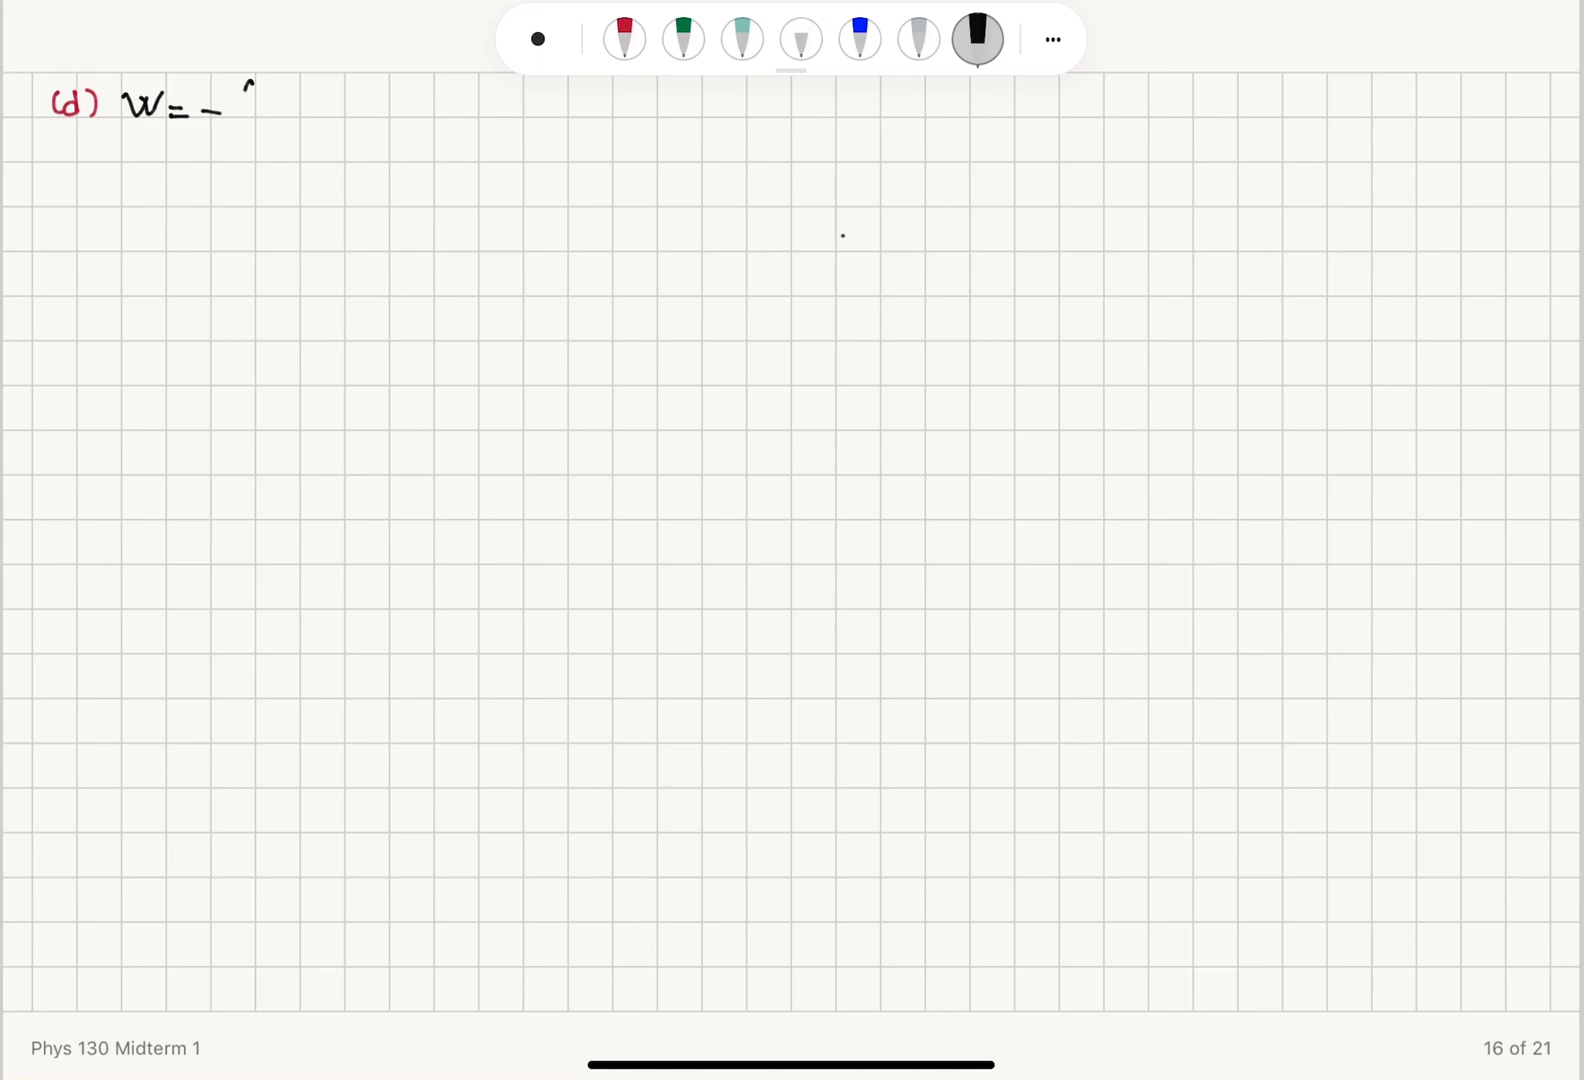 (d) W = -
Phys 130 Midterm 1
16 of 21